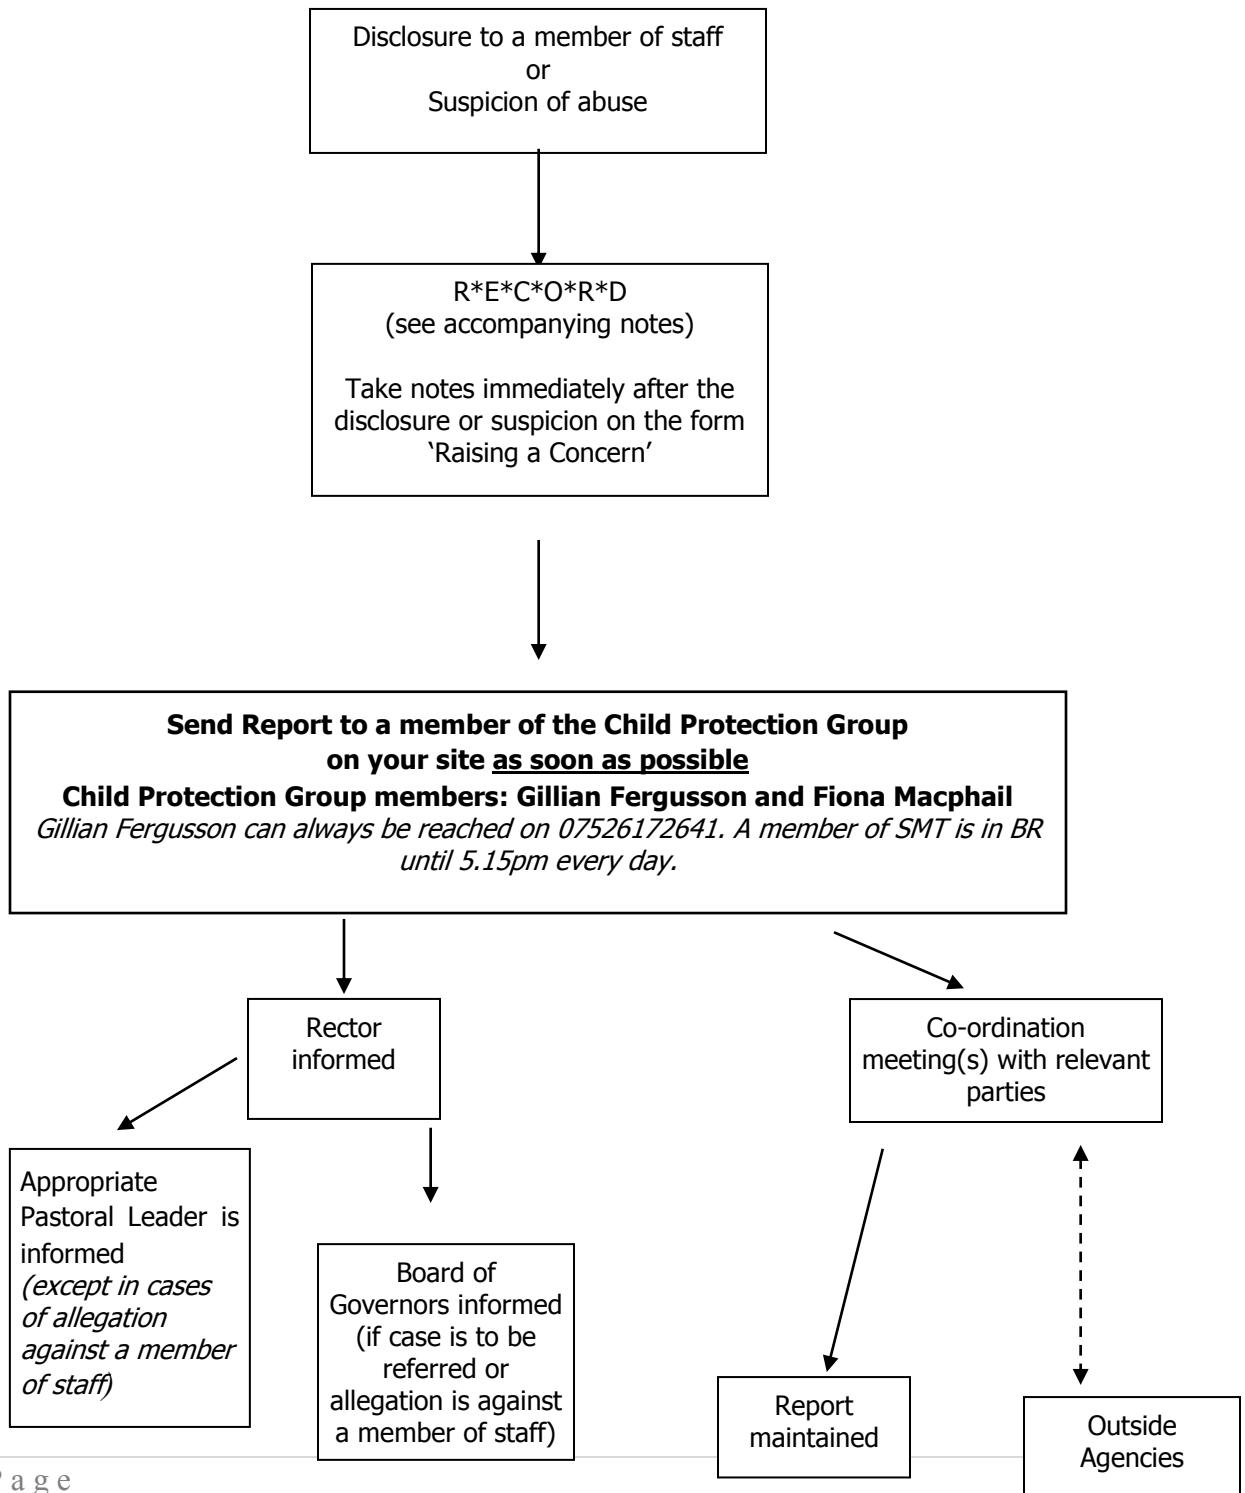 Disclosure to a member of staff
or
Suspicion of abuse
R*E*C*O*R*D
(see accompanying notes)
Take notes immediately after the
disclosure or suspicion on the form
‘Raising a Concern’
Send Report to a member of the Child Protection Group
on your site as soon as possible
Child Protection Group members: Gillian Fergusson and Fiona Macphail
Gillian Fergusson can always be reached on 07526172641. A member of SMT is in BR
until 5.15pm every day.
Rector
informed
Co-ordination
meeting(s) with relevant
parties
Appropriate
Pastoral Leader is
informed
(except in cases
of allegation
against a member
of staff)
Board of
Governors informed
(if case is to be
referred or
allegation is against
a member of staff)
Report
maintained
Outside
Agencies
P a g e